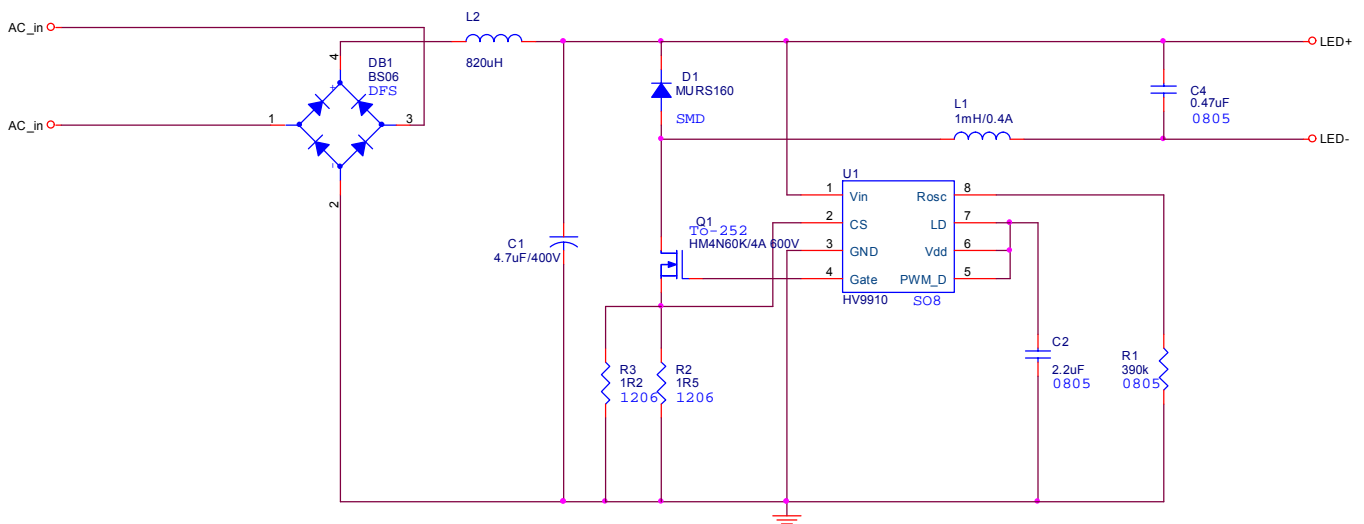 AC_in
L2
LED+
820uH
4
DB1
BS06
DFS
+
D1
MURS160
SMD
C4
0.47uF
0805
L1
1mH/0.4A
AC_in
1
3
LED-
-
2
U1
1
Vin
Rosc
8
2
CS
LD
7
3
GND
Vdd
6
4
Gate
PWM_D
5
HV9910
SO8
Q1
TO-252
HM4N60K/4A 600V
C1
4.7uF/400V
R3
1R2
1206
R2
1R5
1206
C2
2.2uF
0805
R1
390k
0805